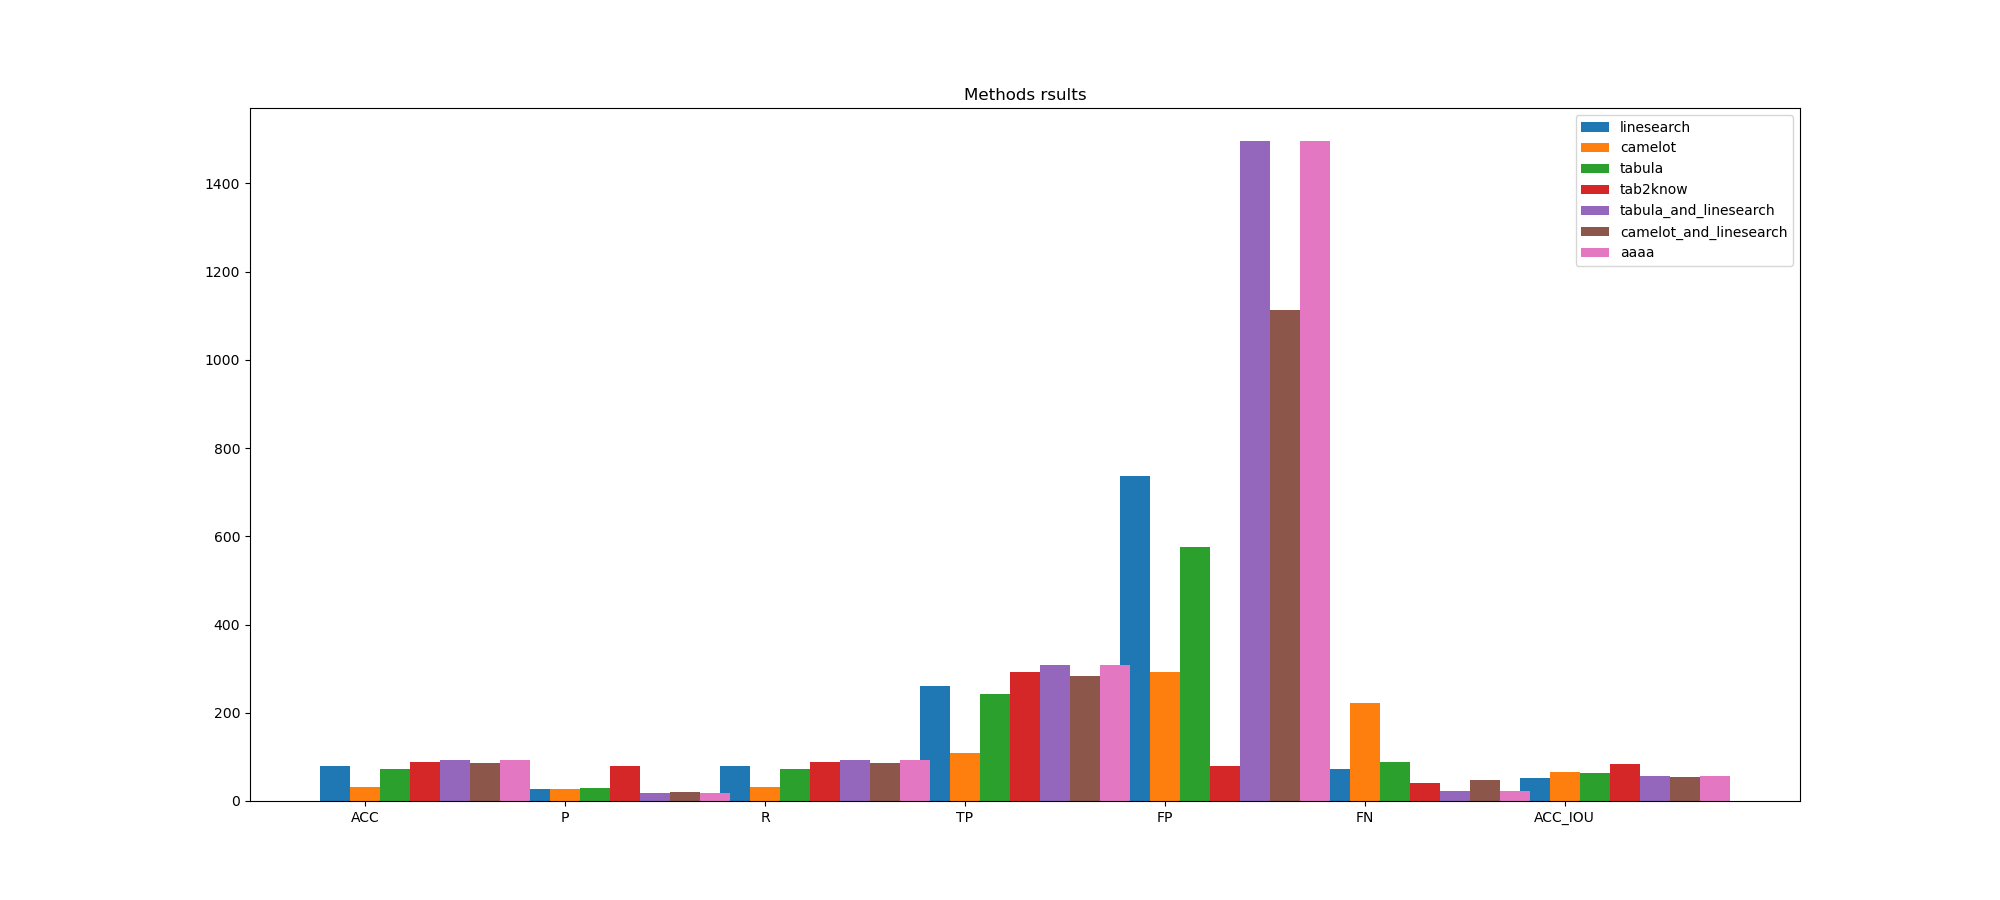 Methods rsults
linesearch
camelot
tabula
tab2know
tabula_and_linesearch
camelot_and_linesearch
aaaa
1400
1200
1000
800
600
400
200
0
ACC P R TP FP FN ACC_IOU